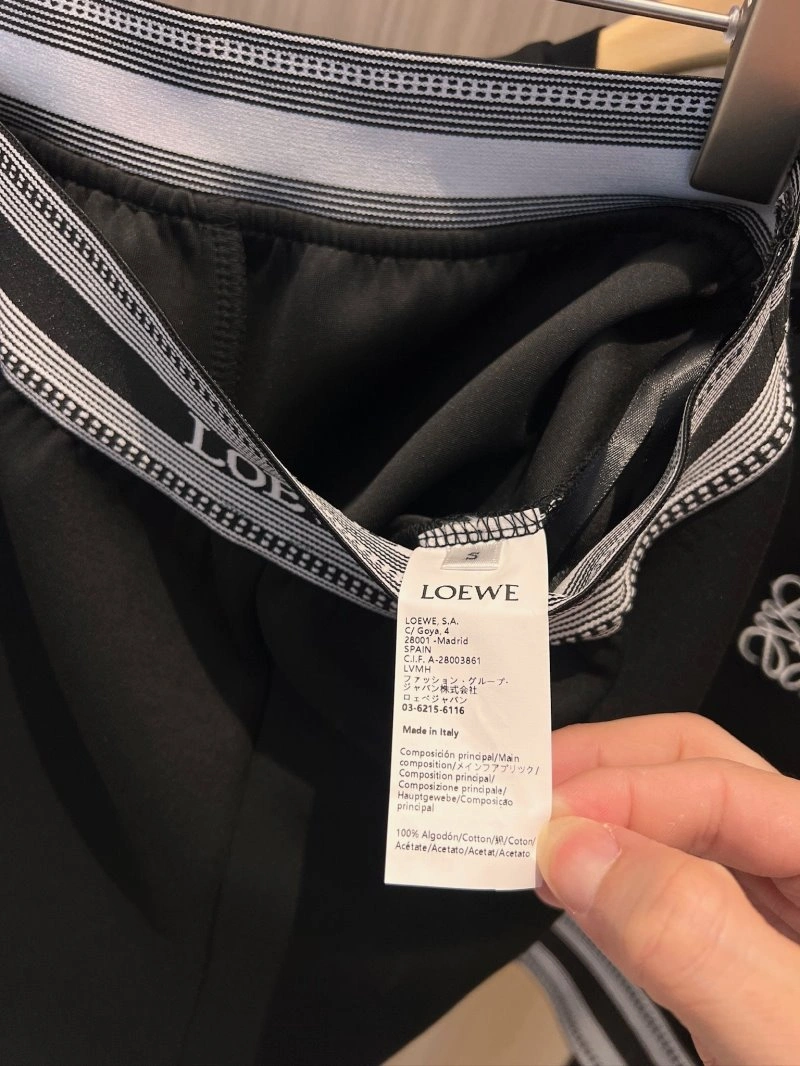 LOEWE
S
LOEWE
LOEWE, S.A.
C/ Goya, 4
28001 -Madrid
SPAIN
C.I.F. A-28003861
LVMH
ファッション・グループ・
ジャパン株式会社
ロエベジャパン
03-6215-6116
Made in Italy
Composición principal/Main
composition/メインファブリック/
Composition principal/
Composizione principale/
Hauptgewebe/Composicao
principal
100% Algodón/Cotton/綿/Coton/
Acétate/Acetato/Acetat/Acetato